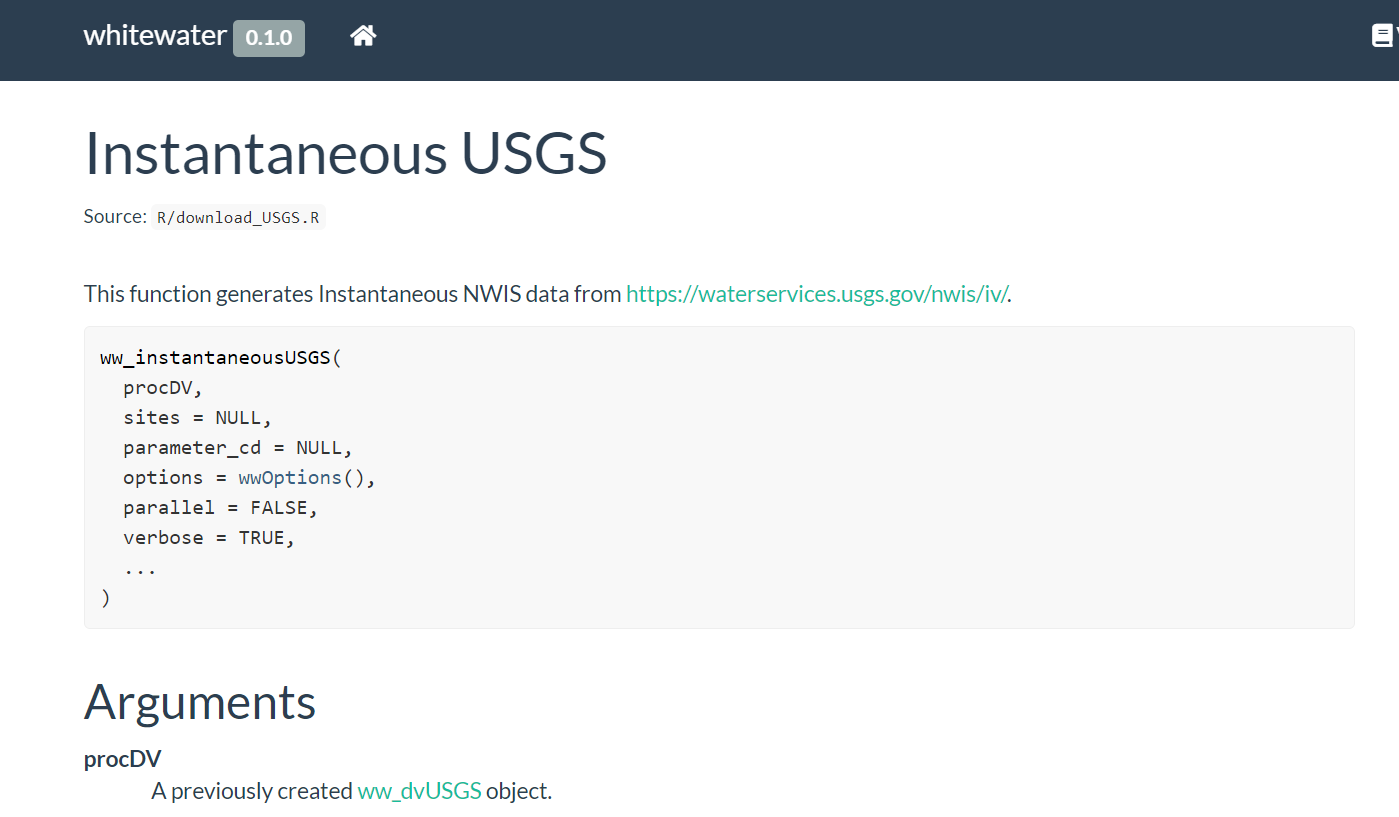 whitewater 0.1.0
Instantaneous USGS
Source: R/download_USGS.R
This function generates Instantaneous NWIS data from https://waterservices.usgs.gov/nwis/iv/.
ww_instantaneousUSGS(
  procDV,
  sites = NULL,
  parameter_cd = NULL,
  options = wwOptions(),
  parallel = FALSE,
  verbose = TRUE,
  ...
)
Arguments
procDV
A previously created ww_dvUSGS object.